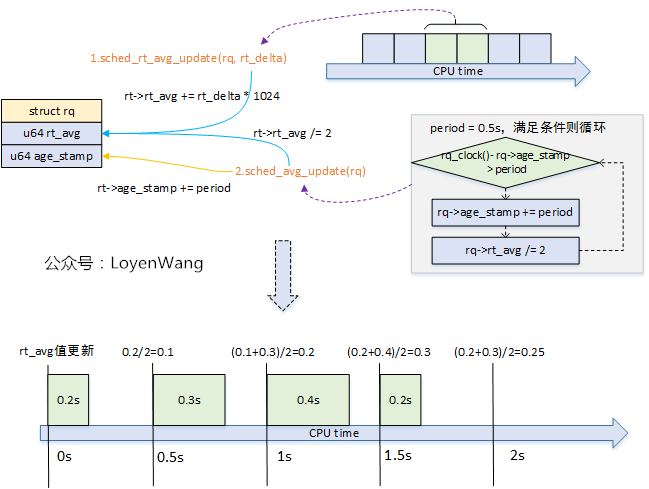 1.sched_rt_avg_update(rq, rt_delta)
CPU time
rt->rt_avg += rt_delta * 1024
struct rq
u64 rt_avg
u64 age_stamp
rt->rt_avg /= 2
2.sched_avg_update(rq)
rt->age_stamp += period
period = 0.5s，满足条件则循环
rq_clock()- rq->age_stamp
> period
rq->age_stamp += period
rq->rt_avg /= 2
公众号：LoyenWang
rt_avg值更新
0.2/2=0.1
(0.1+0.3)/2=0.2
(0.2+0.4)/2=0.3
(0.2+0.3)/2=0.25
0.2s
0.3s
0.4s
0.2s
CPU time
0s
0.5s
1s
1.5s
2s